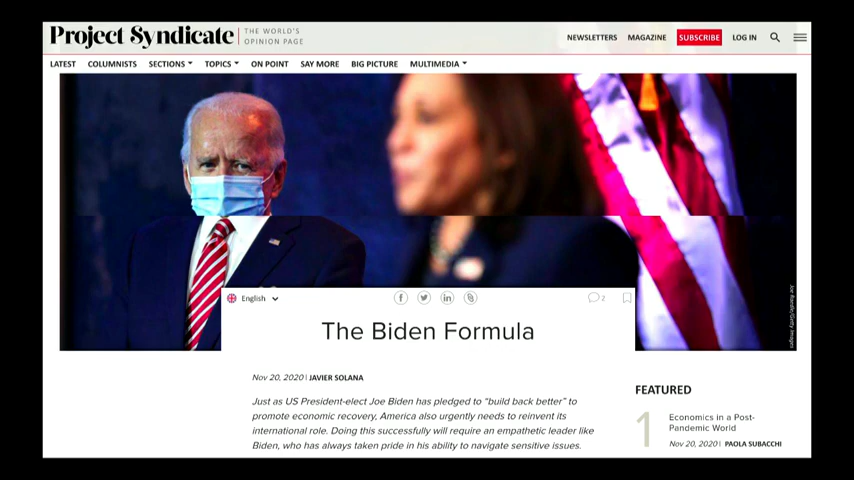 Project Syndicate
THE WORLD'S
OPINION PAGE
NEWSLETTERS MAGAZINE SUBSCRIBE LOG IN
LATEST COLUMNISTS SECTIONS TOPICS ON POINT SAY MORE BIG PICTURE MULTIMEDIA
English
2
The Biden Formula
Nov 20, 2020 | JAVIER SOLANA
Just as US President-elect Joe Biden has pledged to "build back better" to
promote economic recovery, America also urgently needs to reinvent its
international role. Doing this successfully will require an empathetic leader like
Biden, who has always taken pride in his ability to navigate sensitive issues.
FEATURED
1
Economics in a Post-
Pandemic World
Nov 20, 2020 | PAOLA SUBACCHI